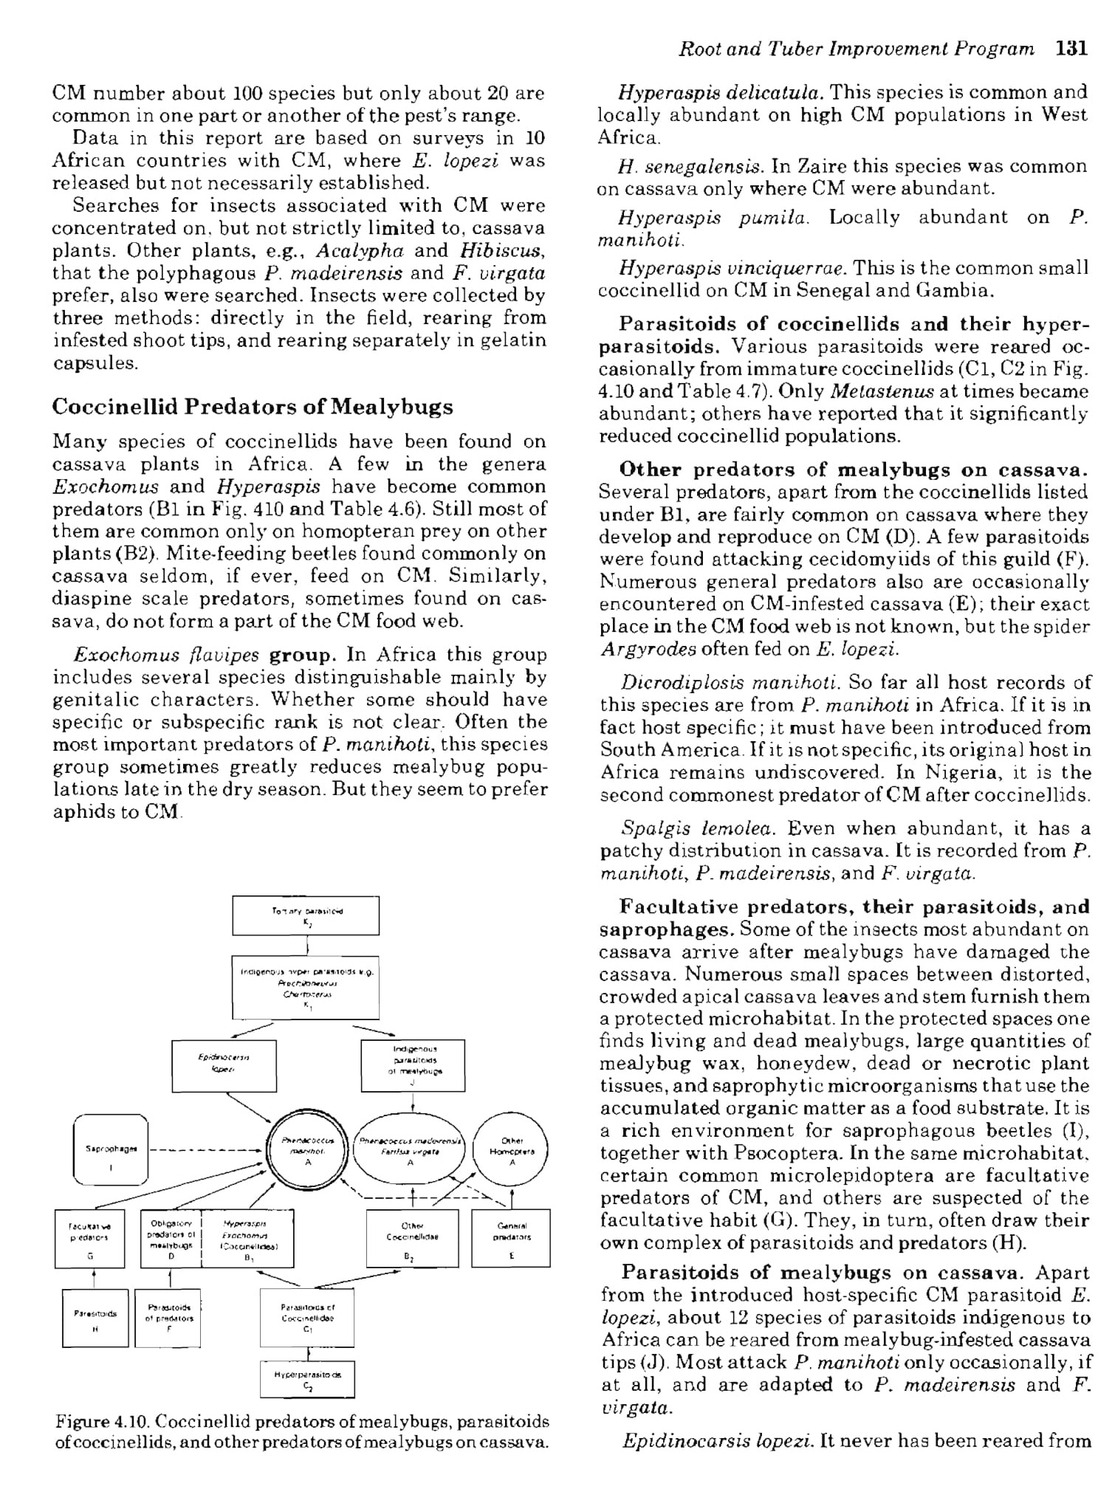 Root and Tuber Improvement Program 131
CM number about 100 species but only about 20 are
common in one part or another of the pest's range.
Data in this report are based on surveys in 10
African countries with CM, where E. lopezi was
released but not necessarily established.
Searches for insects associated with CM were
concentrated on, but not strictly limited to, cassava
plants. Other plants, e.g., Acalypha and Hibiscus,
that the polyphagous P. madeirensis and F. virgata
prefer, also were searched. Insects were collected by
three methods: directly in the field, rearing from
infested shoot tips, and rearing separately in gelatin
capsules.
Coccinellid Predators of Mealybugs
Many species of coccinellids have been found on
cassava plants in Africa. A few in the genera
Exochomus and Hyperaspis have become common
predators (B1 in Fig. 410 and Table 4.6). Still most of
them are common only on homopteran prey on other
plants (B2). Mite-feeding beetles found commonly on
cassava seldom, if ever, feed on CM. Similarly,
diaspine scale predators, sometimes found on cas-
sava, do not form a part of the CM food web.
Exochomus flavipes group. In Africa this group
includes several species distinguishable mainly by
genitalic characters. Whether some should have
specific or subspecific rank is not clear. Often the
most important predators of P. manihoti, this species
group sometimes greatly reduces mealybug popu-
lations late in the dry season. But they seem to prefer
aphids to CM.
Tertiary parasitoid
K2
Indigenous hyper parasitoids e.g.
Prochiloneurus
Chartocerus
K1
Epidinocarsis
lopezi
Indigenous
parasitoids
of mealybugs
J
Saprophages
I
Phenacoccus
manihoti
A
Phenacoccus madeirensis
Ferrisia virgata
A
Other
Homoptera
A
Facultative
predators
G
Obligatory
predators of
mealybugs
D
Hyperaspis
Exochomus
(Coccinellidae)
B1
Other
Coccinellidae
B2
General
predators
E
Parasitoids
H
Parasitoids
of predators
F
Parasitoids of
Coccinellidae
C1
Hyperparasitoids
C2
Figure 4.10. Coccinellid predators of mealybugs, parasitoids
of coccinellids, and other predators of mealybugs on cassava.
Hyperaspis delicatula. This species is common and
locally abundant on high CM populations in West
Africa.
H. senegalensis. In Zaire this species was common
on cassava only where CM were abundant.
Hyperaspis pumila. Locally abundant on P.
manihoti.
Hyperaspis vinciquerrae. This is the common small
coccinellid on CM in Senegal and Gambia.
Parasitoids of coccinellids and their hyper-
parasitoids. Various parasitoids were reared oc-
casionally from immature coccinellids (C1, C2 in Fig.
4.10 and Table 4.7). Only Metastenus at times became
abundant; others have reported that it significantly
reduced coccinellid populations.
Other predators of mealybugs on cassava.
Several predators, apart from the coccinellids listed
under B1, are fairly common on cassava where they
develop and reproduce on CM (D). A few parasitoids
were found attacking cecidomyiids of this guild (F).
Numerous general predators also are occasionally
encountered on CM-infested cassava (E); their exact
place in the CM food web is not known, but the spider
Argyrodes often fed on E. lopezi.
Dicrodiplosis manihoti. So far all host records of
this species are from P. manihoti in Africa. If it is in
fact host specific; it must have been introduced from
South America. If it is not specific, its original host in
Africa remains undiscovered. In Nigeria, it is the
second commonest predator of CM after coccinellids.
Spalgis lemolea. Even when abundant, it has a
patchy distribution in cassava. It is recorded from P.
manihoti, P. madeirensis, and F. virgata.
Facultative predators, their parasitoids, and
saprophages. Some of the insects most abundant on
cassava arrive after mealybugs have damaged the
cassava. Numerous small spaces between distorted,
crowded apical cassava leaves and stem furnish them
a protected microhabitat. In the protected spaces one
finds living and dead mealybugs, large quantities of
mealybug wax, honeydew, dead or necrotic plant
tissues, and saprophytic microorganisms that use the
accumulated organic matter as a food substrate. It is
a rich environment for saprophagous beetles (I),
together with Psocoptera. In the same microhabitat,
certain common microlepidoptera are facultative
predators of CM, and others are suspected of the
facultative habit (G). They, in turn, often draw their
own complex of parasitoids and predators (H).
Parasitoids of mealybugs on cassava. Apart
from the introduced host-specific CM parasitoid E.
lopezi, about 12 species of parasitoids indigenous to
Africa can be reared from mealybug-infested cassava
tips (J). Most attack P. manihoti only occasionally, if
at all, and are adapted to P. madeirensis and F.
virgata.
Epidinocarsis lopezi. It never has been reared from